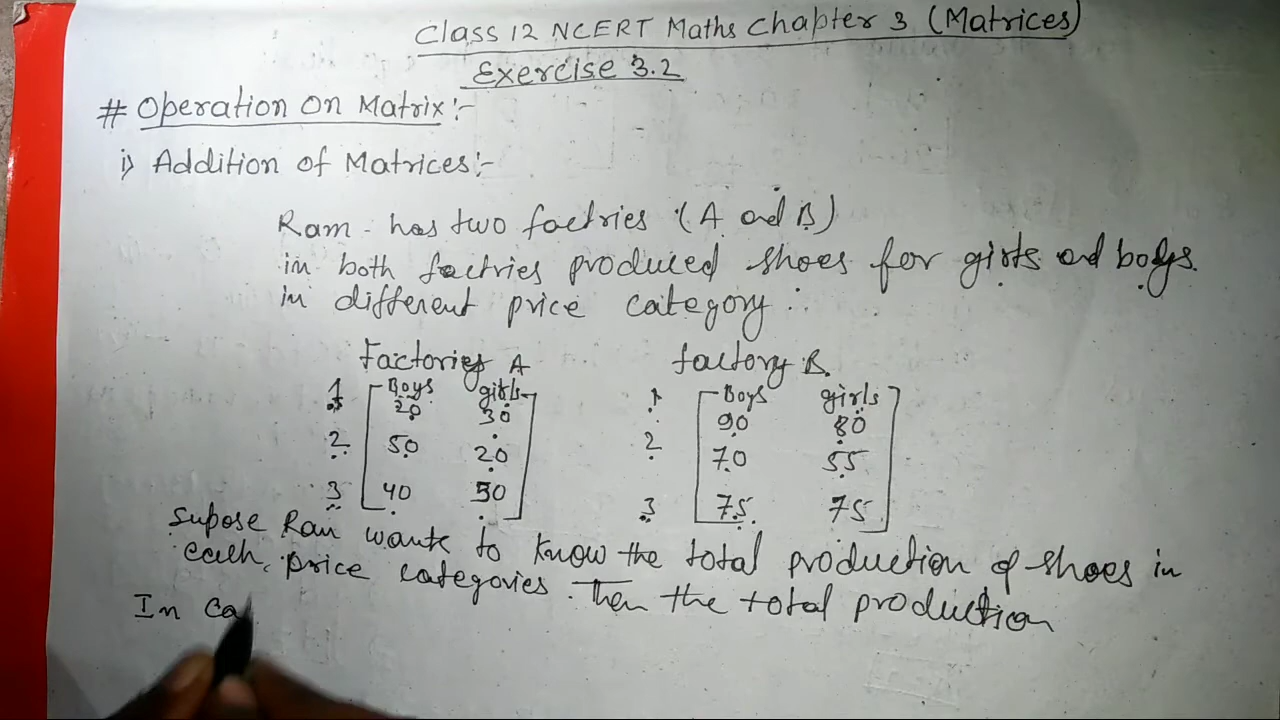 Class 12 NCERT Maths Chapter 3 (Matrices)
Exercise 3.2
# Operation On Matrix:-
i) Addition of Matrices:-
Ram has two factries (A and B)
in both factries produced shoes for girls and boys.
in different price category
Factories A factory B.
Boys girls Boys girls
1 20 30 1 90 80
2 50 20 2 70 55
3 40 50 3 75 75
Supose Ram wants to know the total production of shoes in
each price categories. Then the total production
In ca